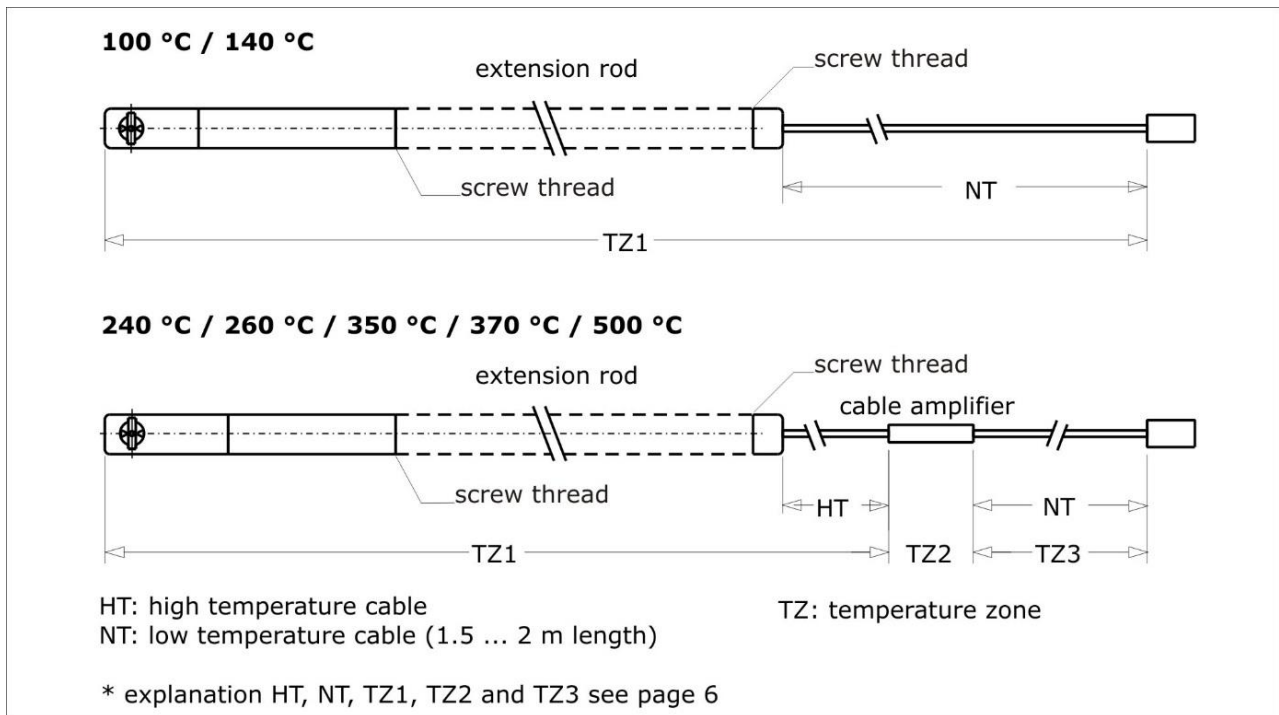 100 °C / 140 °C
extension rod
screw thread
screw thread
NT
TZ1
240 °C / 260 °C / 350 °C / 370 °C / 500 °C
extension rod
screw thread
cable amplifier
screw thread
HT
NT
TZ1
TZ2
TZ3
HT: high temperature cable
TZ: temperature zone
NT: low temperature cable (1.5 ... 2 m length)
* explanation HT, NT, TZ1, TZ2 and TZ3 see page 6